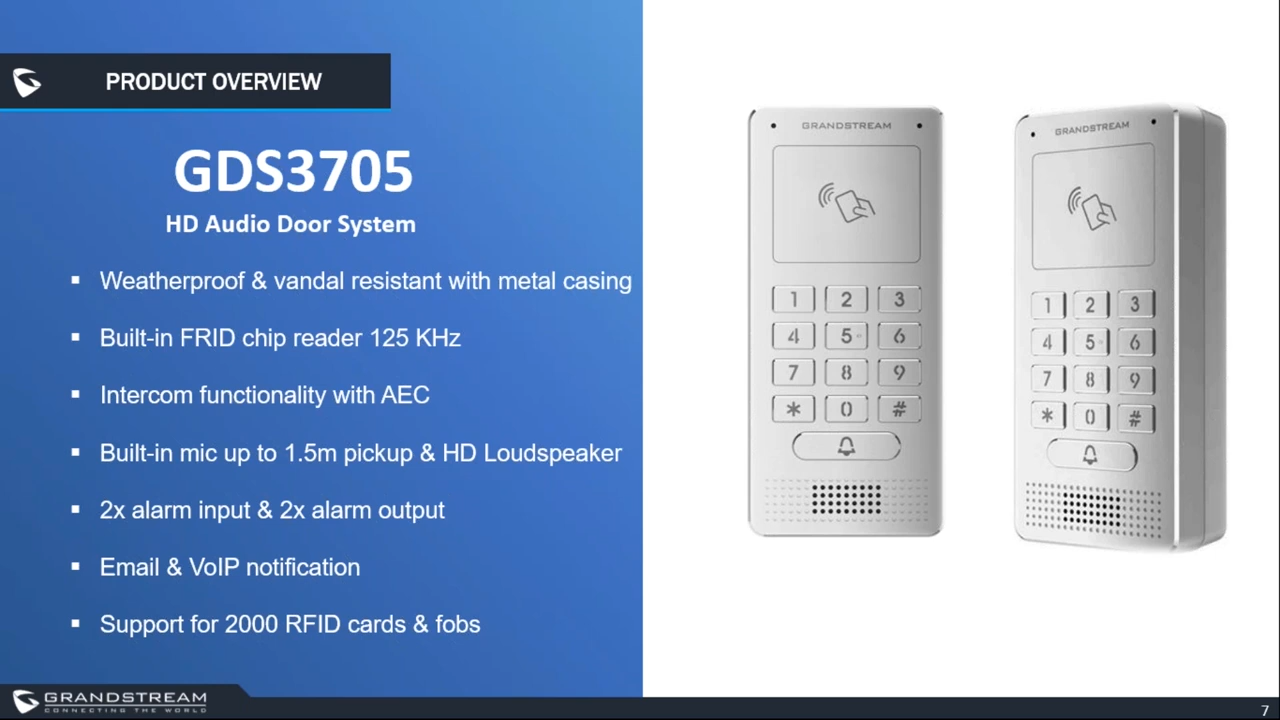 PRODUCT OVERVIEW
GDS3705
HD Audio Door System
▪ Weatherproof & vandal resistant with metal casing
▪ Built-in FRID chip reader 125 KHz
▪ Intercom functionality with AEC
▪ Built-in mic up to 1.5m pickup & HD Loudspeaker
▪ 2x alarm input & 2x alarm output
▪ Email & VoIP notification
▪ Support for 2000 RFID cards & fobs
GRANDSTREAM
1 2 3
4 5 6
7 8 9
* 0 #
GRANDSTREAM
1 2 3
4 5 6
7 8 9
* 0 #
GRANDSTREAM
CONNECTING THE WORLD
7